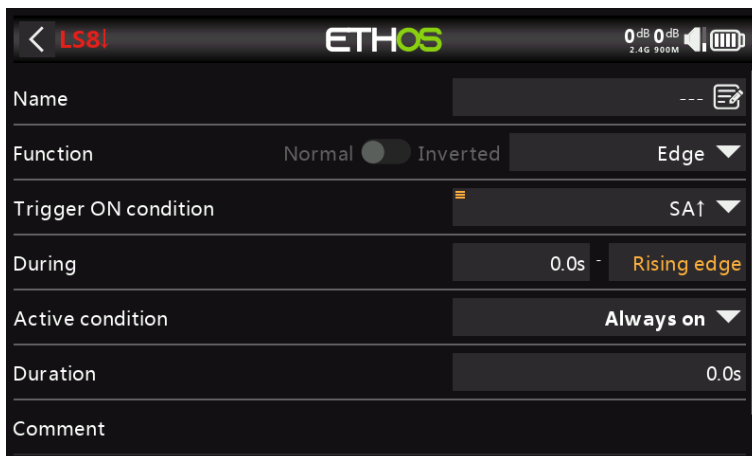 LS8↓ ETHOS 0dB 0dB
2.4G 900M
Name ---
Function Normal Inverted Edge
Trigger ON condition SA↑
During 0.0s - Rising edge
Active condition Always on
Duration 0.0s
Comment